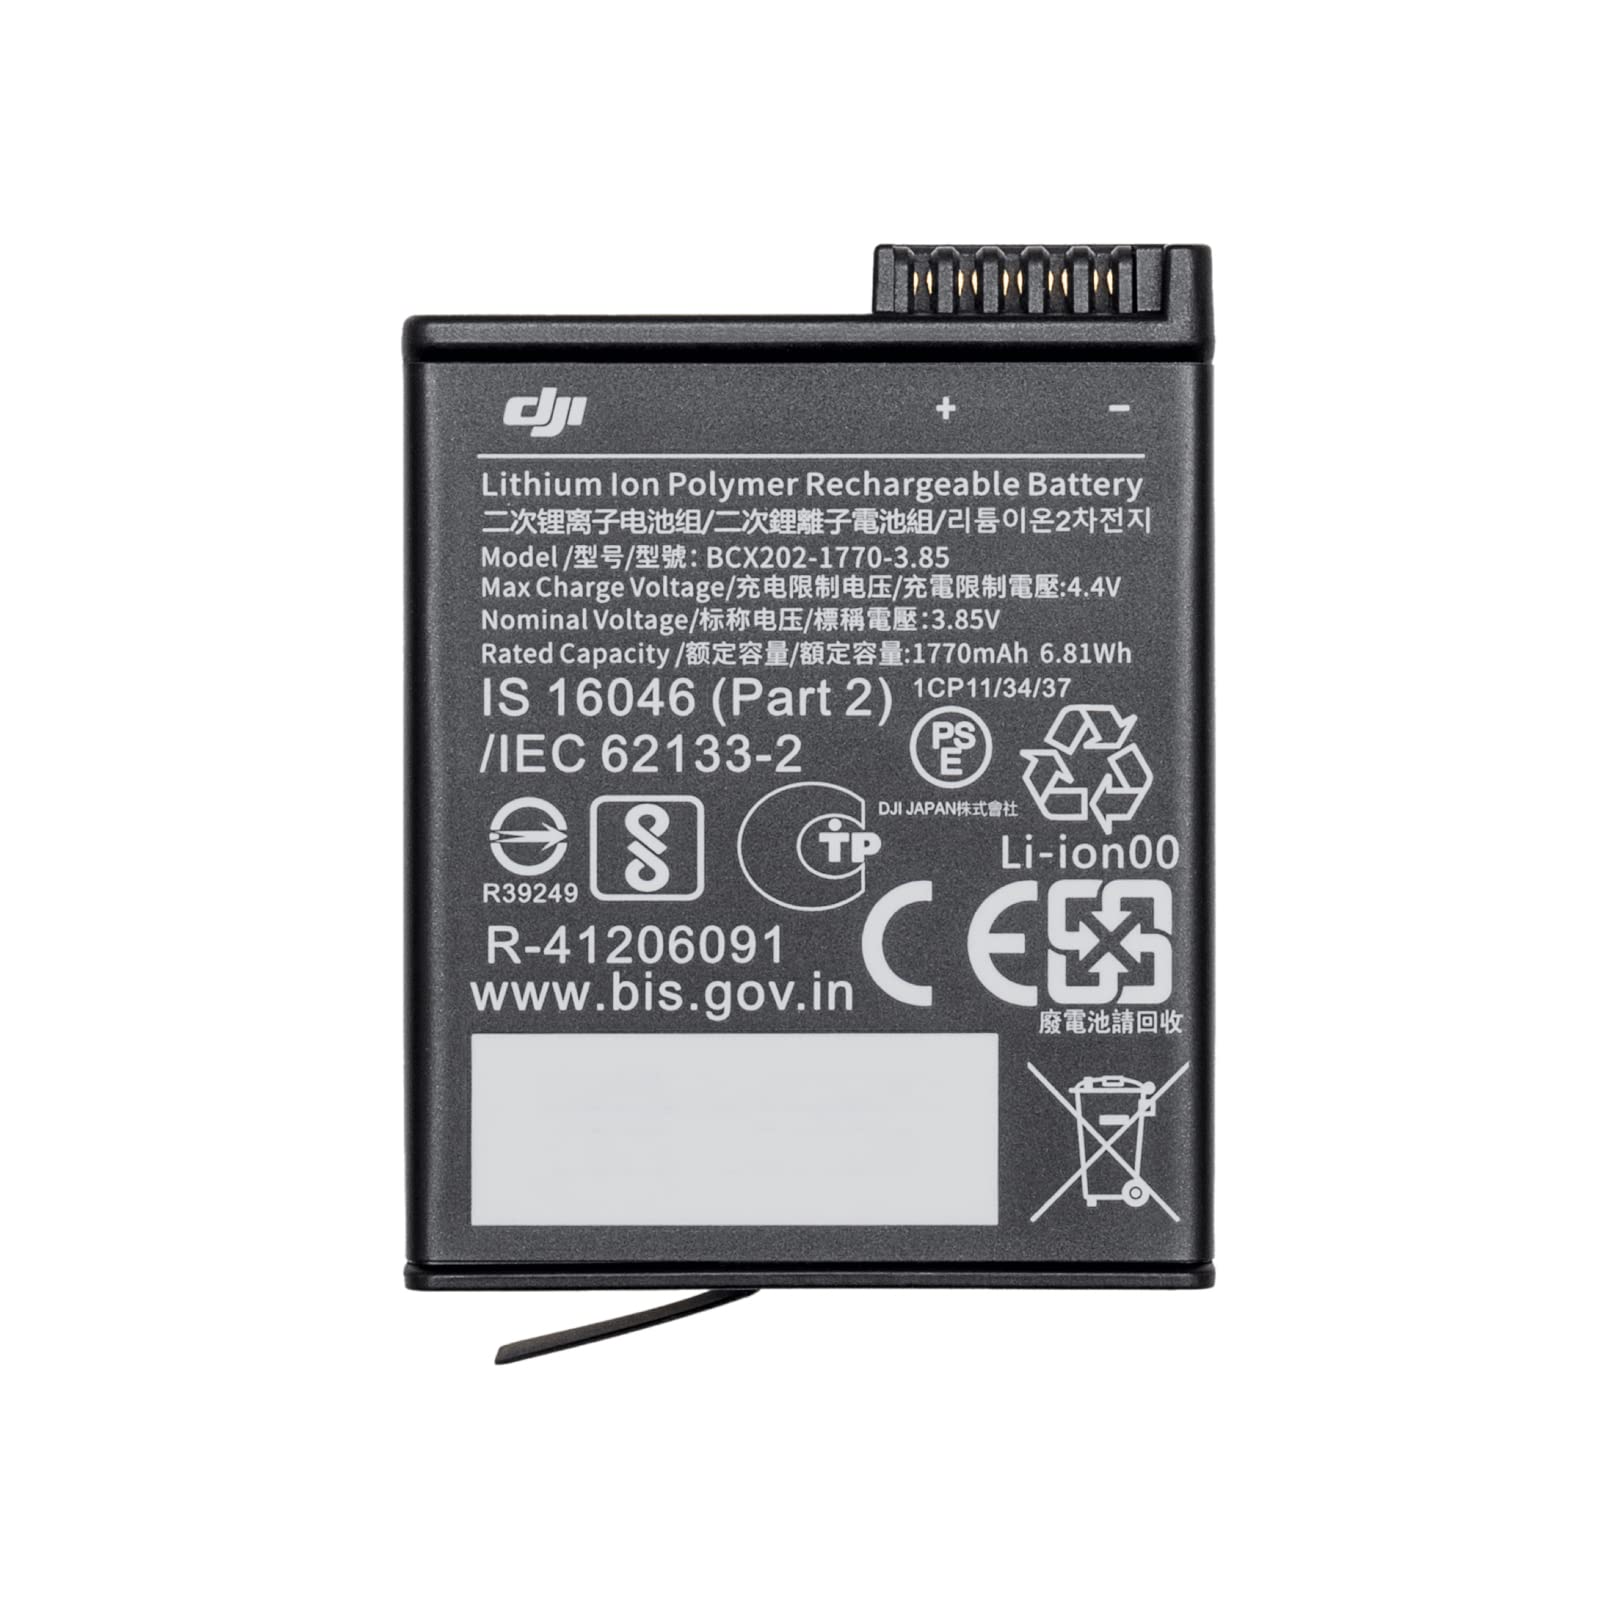 dji
+ −
Lithium Ion Polymer Rechargeable Battery
二次锂离子电池组/二次鋰離子電池組/리튬이온2차전지
Model/型号/型號: BCX202-1770-3.85
Max Charge Voltage/充电限制电压/充電限制電壓:4.4V
Nominal Voltage/标称电压/標稱電壓:3.85V
Rated Capacity/额定容量/額定容量:1770mAh 6.81Wh
IS 16046 (Part 2) 1CP11/34/37
/IEC 62133-2
PS
E
DJI JAPAN株式會社
Li-ion00
TP
R39249
R-41206091
CE
www.bis.gov.in
廢電池請回收